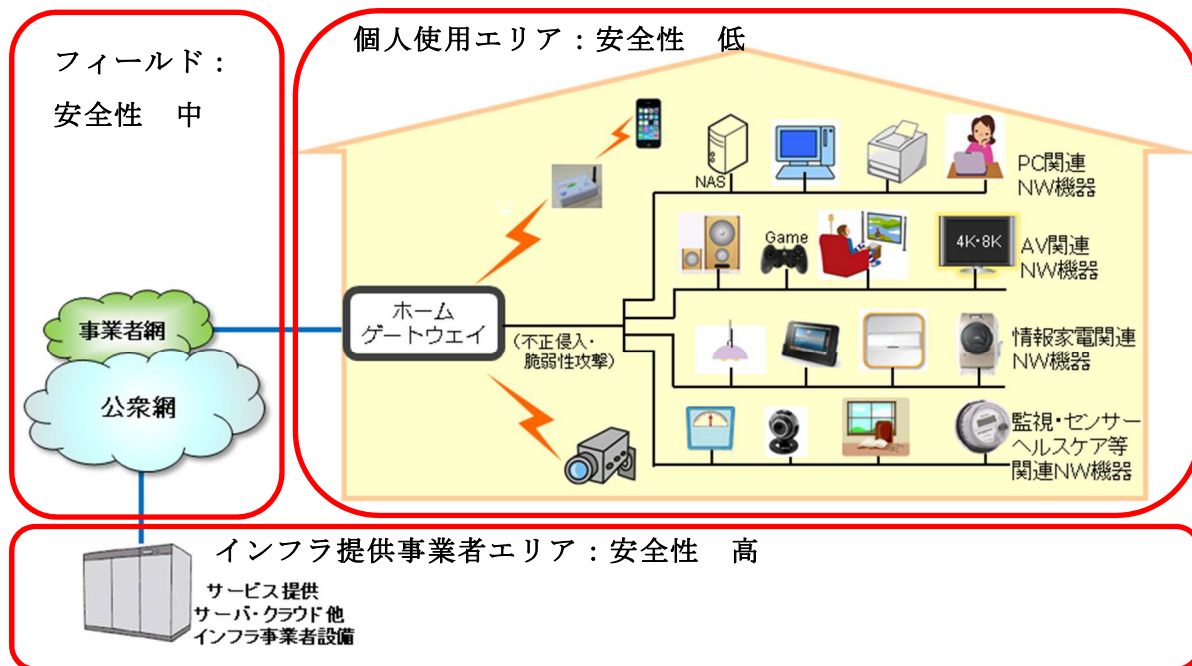 フィールド：
安全性　中
個人使用エリア：安全性　低
NAS
PC関連
NW機器
Game
4K・8K
AV関連
NW機器
事業者網
公衆網
ホーム
ゲートウェイ
(不正侵入・
脆弱性攻撃)
情報家電関連
NW機器
監視・センサー
ヘルスケア等
関連NW機器
インフラ提供事業者エリア：安全性　高
サービス提供
サーバ・クラウド他
インフラ事業者設備